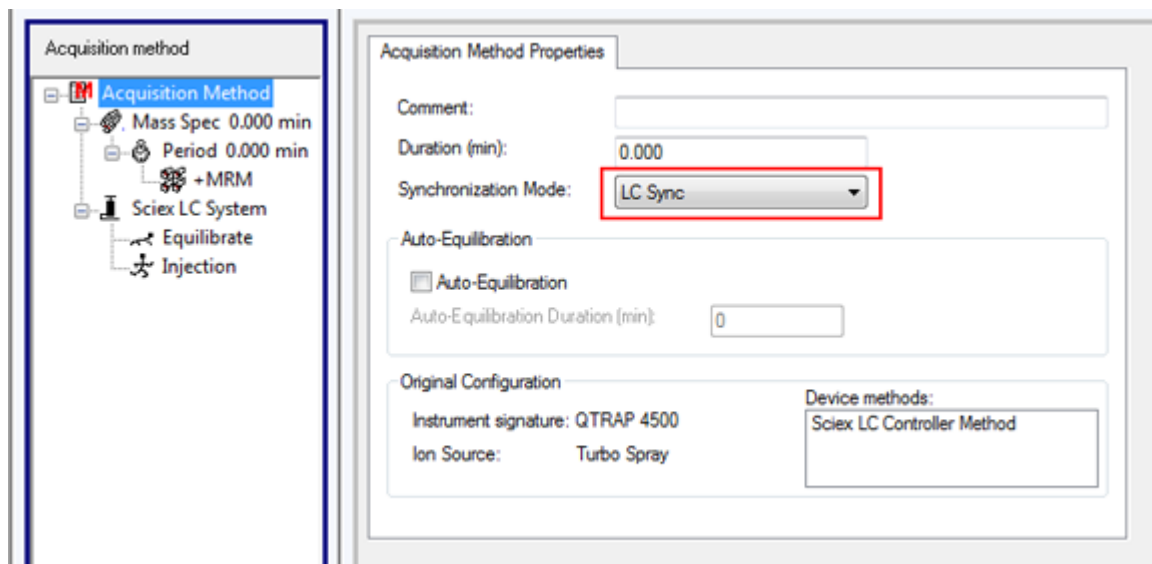 Acquisition method
Acquisition Method
Mass Spec 0.000 min
Period 0.000 min
+MRM
Sciex LC System
Equilibrate
Injection
Acquisition Method Properties
Comment:
Duration (min): 0.000
Synchronization Mode: LC Sync
Auto-Equilibration
Auto-Equilibration
Auto-Equilibration Duration (min): 0
Original Configuration
Instrument signature: QTRAP 4500
Ion Source: Turbo Spray
Device methods:
Sciex LC Controller Method